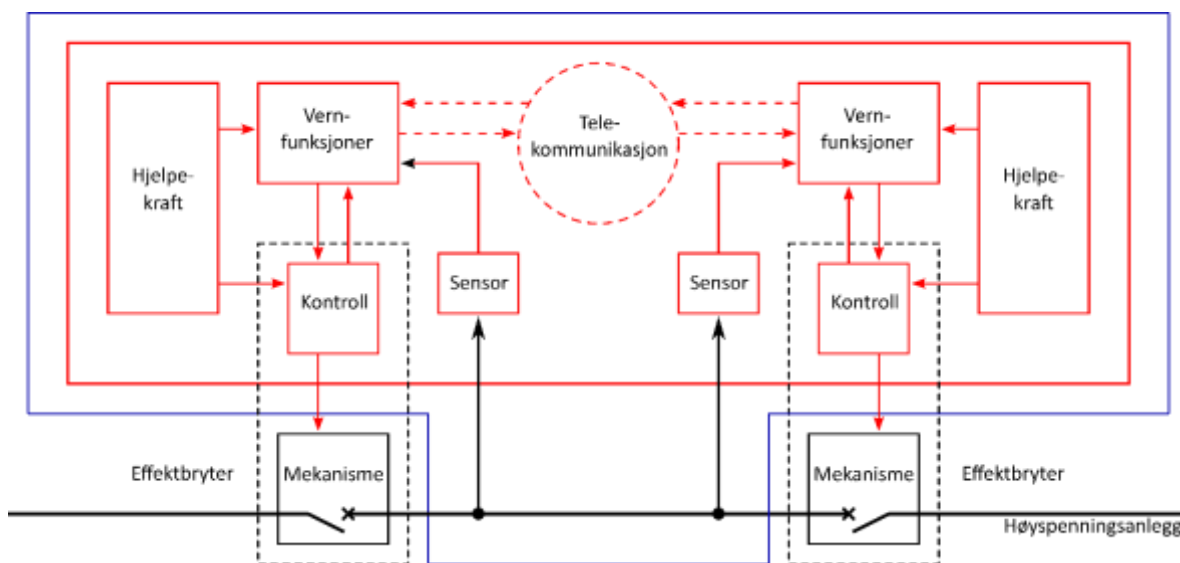 Hjelpe-
kraft
Vern-
funksjoner
Tele-
kommunikasjon
Vern-
funksjoner
Hjelpe-
kraft
Kontroll
Sensor
Sensor
Kontroll
Effektbryter
Mekanisme
Mekanisme
Effektbryter
Høyspenningsanlegg